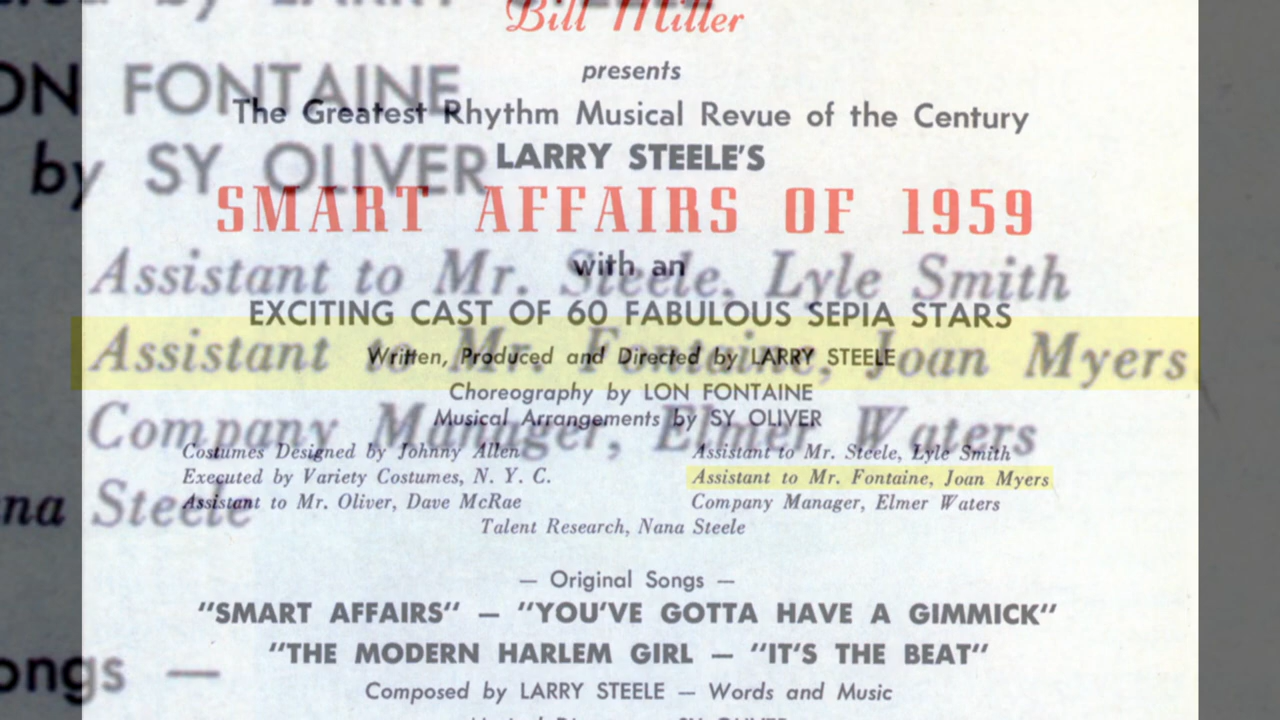 Bill Miller
presents
The Greatest Rhythm Musical Revue of the Century
LARRY STEELE'S
SMART AFFAIRS OF 1959
with an
EXCITING CAST OF 60 FABULOUS SEPIA STARS
Written, Produced and Directed by LARRY STEELE
Choreography by LON FONTAINE
Musical Arrangements by SY OLIVER
Costumes Designed by Johnny Allen
Executed by Variety Costumes, N. Y. C.
Assistant to Mr. Oliver, Dave McRae
Assistant to Mr. Steele, Lyle Smith
Assistant to Mr. Fontaine, Joan Myers
Company Manager, Elmer Waters
Talent Research, Nana Steele
— Original Songs —
"SMART AFFAIRS" — "YOU'VE GOTTA HAVE A GIMMICK"
"THE MODERN HARLEM GIRL — "IT'S THE BEAT"
Composed by LARRY STEELE — Words and Music
ON FONTAINE
by SY OLIVER
Assistant to Mr. Steele, Lyle Smith
Assistant to Mr. Fontaine, Joan Myers
Company Manager, Elmer Waters
na Steele
ongs —